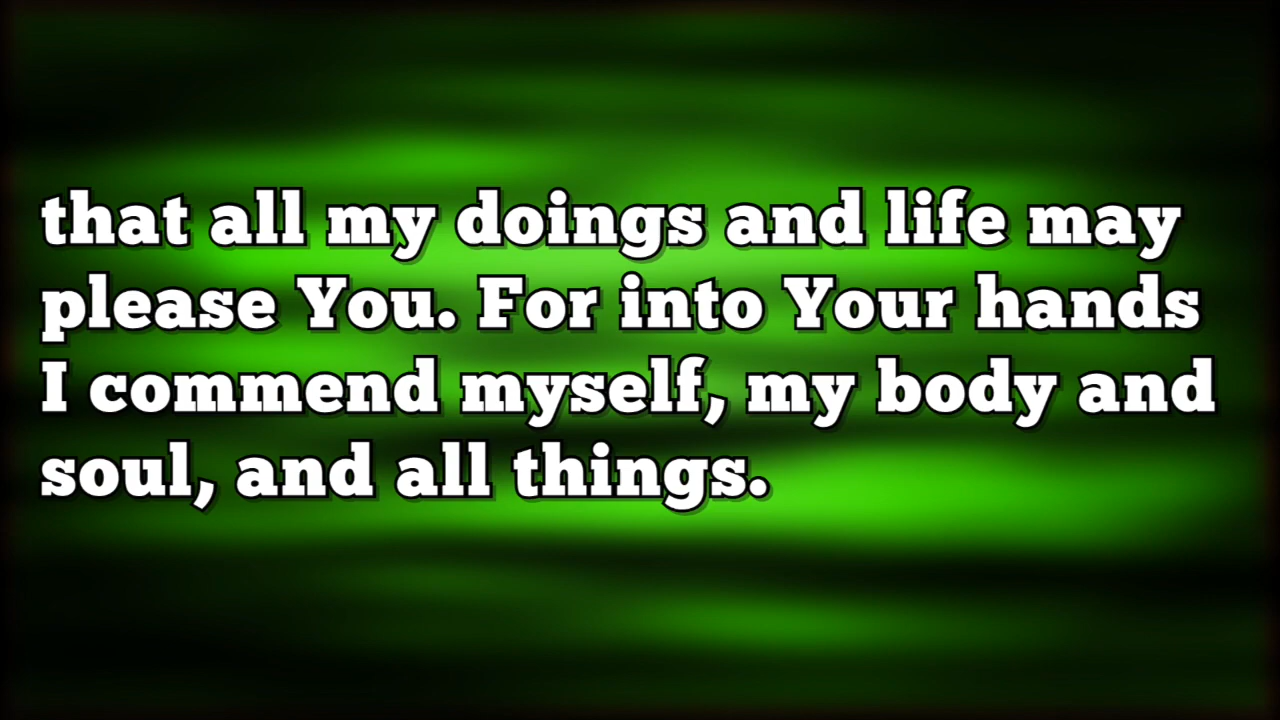 that all my doings and life may
please You. For into Your hands
I commend myself, my body and
soul, and all things.